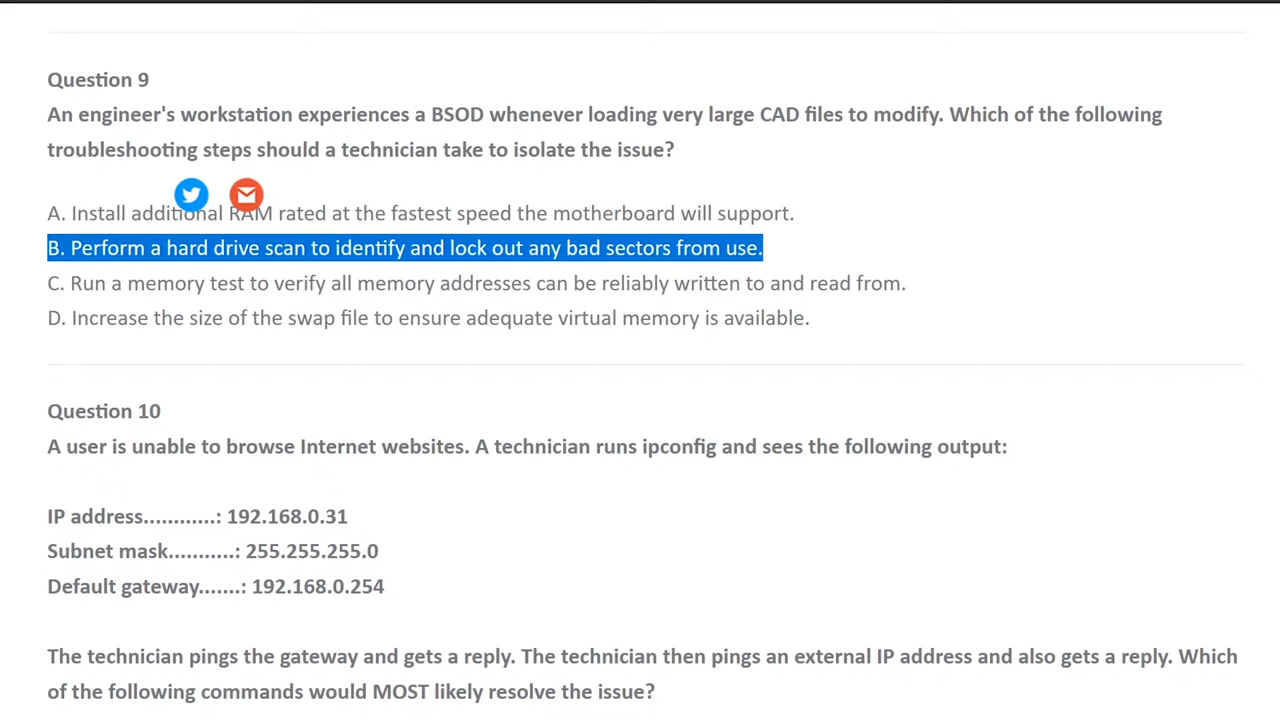 Question 9
An engineer's workstation experiences a BSOD whenever loading very large CAD files to modify. Which of the following
troubleshooting steps should a technician take to isolate the issue?
A. Install additional RAM rated at the fastest speed the motherboard will support.
B. Perform a hard drive scan to identify and lock out any bad sectors from use.
C. Run a memory test to verify all memory addresses can be reliably written to and read from.
D. Increase the size of the swap file to ensure adequate virtual memory is available.
Question 10
A user is unable to browse Internet websites. A technician runs ipconfig and sees the following output:
IP address............: 192.168.0.31
Subnet mask...........: 255.255.255.0
Default gateway.......: 192.168.0.254
The technician pings the gateway and gets a reply. The technician then pings an external IP address and also gets a reply. Which
of the following commands would MOST likely resolve the issue?